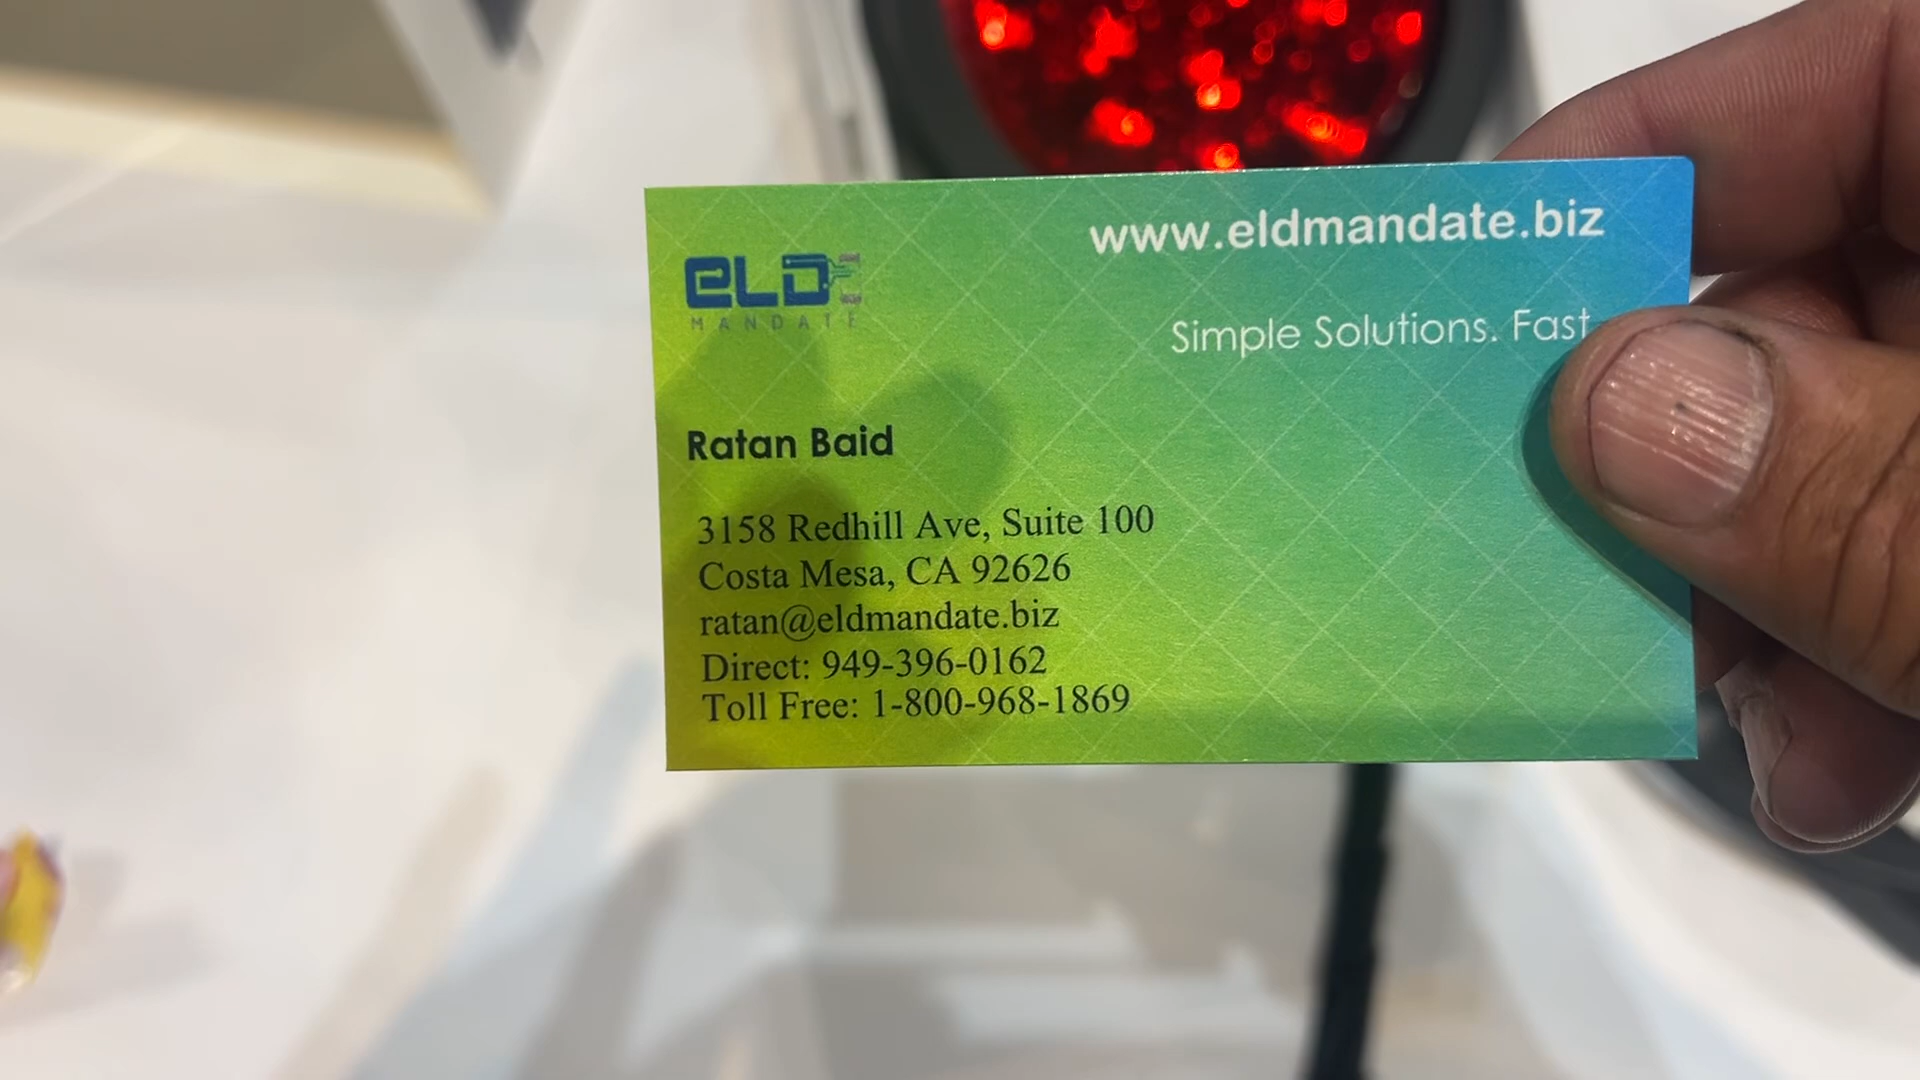 eLD
MANDATE
www.eldmandate.biz
Simple Solutions. Fast
Ratan Baid
3158 Redhill Ave, Suite 100
Costa Mesa, CA 92626
ratan@eldmandate.biz
Direct: 949-396-0162
Toll Free: 1-800-968-1869